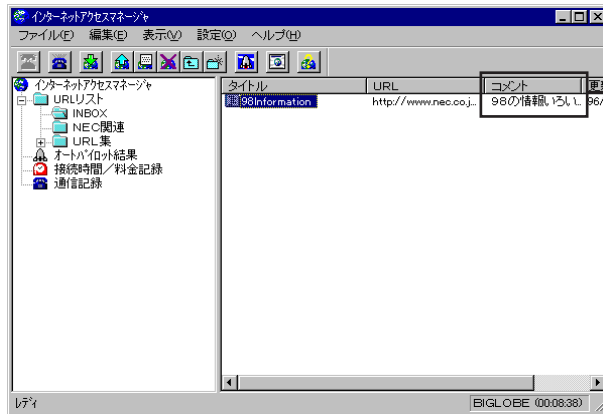 インターネットアクセスマネージャ
ファイル(F) 編集(E) 表示(V) 設定(O) ヘルプ(H)
インターネットアクセスマネージャ
URLリスト
INBOX
NEC関連
URL集
オートパイロット結果
接続時間/料金記録
通信記録
タイトル URL コメント 更
98Information http://www.nec.co.j... 98の情報いろい... 96/
レディ BIGLOBE (00:08:38)